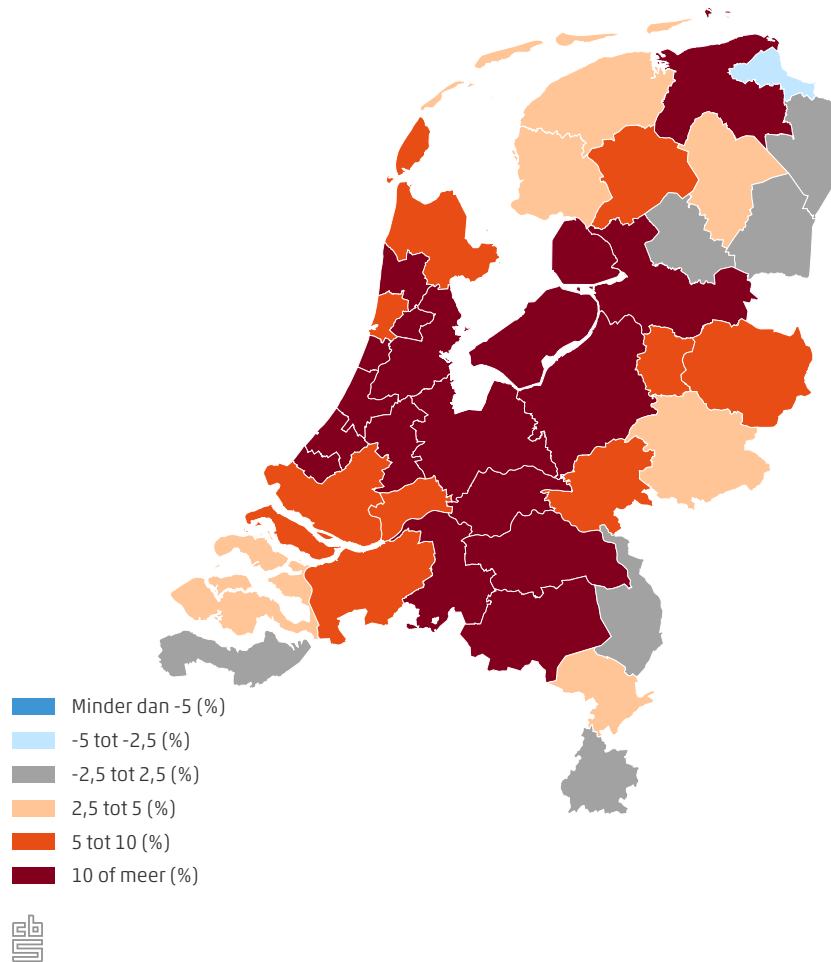 Minder dan -5 (%)
-5 tot -2,5 (%)
-2,5 tot 2,5 (%)
2,5 tot 5 (%)
5 tot 10 (%)
10 of meer (%)
cbs